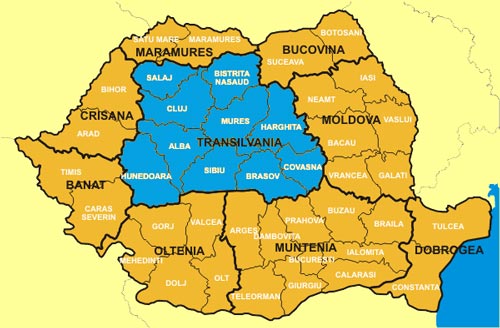 BOTOSANI
SATU MARE
MARAMURES
MARAMURES
BUCOVINA
SUCEAVA
SALAJ
BISTRITA
NASAUD
IASI
BIHOR
CLUJ
NEAMT
CRISANA
MURES
HARGHITA
MOLDOVA
VASLUI
ARAD
ALBA
TRANSILVANIA
BACAU
TIMIS
HUNEDOARA
SIBIU
BRASOV
COVASNA
VRANCEA
GALATI
BANAT
CARAS
SEVERIN
GORJ
VALCEA
ARGES
PRAHOVA
BUZAU
BRAILA
TULCEA
DAMBOVITA
OLTENIA
MUNTENIA
DOBROGEA
MEHEDINTI
BUCURESTI
IALOMITA
DOLJ
OLT
CALARASI
GIURGIU
CONSTANTA
TELEORMAN